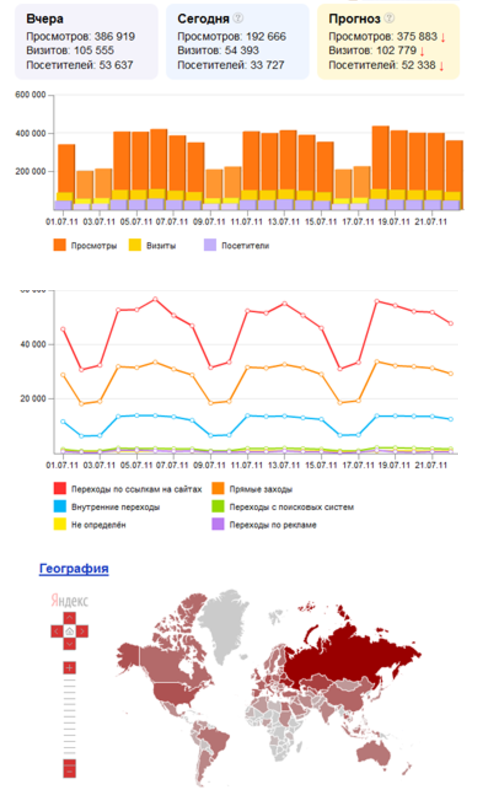 Вчера
Просмотров: 386 919
Визитов: 105 555
Посетителей: 53 637
Сегодня ?
Просмотров: 192 666
Визитов: 54 393
Посетителей: 33 727
Прогноз ?
Просмотров: 375 883 ↓
Визитов: 102 779 ↓
Посетителей: 52 338 ↓
600 000
400 000
200 000
01.07.11 03.07.11 05.07.11 07.07.11 09.07.11 11.07.11 13.07.11 15.07.11 17.07.11 19.07.11 21.07.11
Просмотры Визиты Посетители
40 000
20 000
01.07.11 03.07.11 05.07.11 07.07.11 09.07.11 11.07.11 13.07.11 15.07.11 17.07.11 19.07.11 21.07.11
Переходы по ссылкам на сайтах Прямые заходы
Внутренние переходы Переходы с поисковых систем
Не определён Переходы по рекламе
География
Яндекс